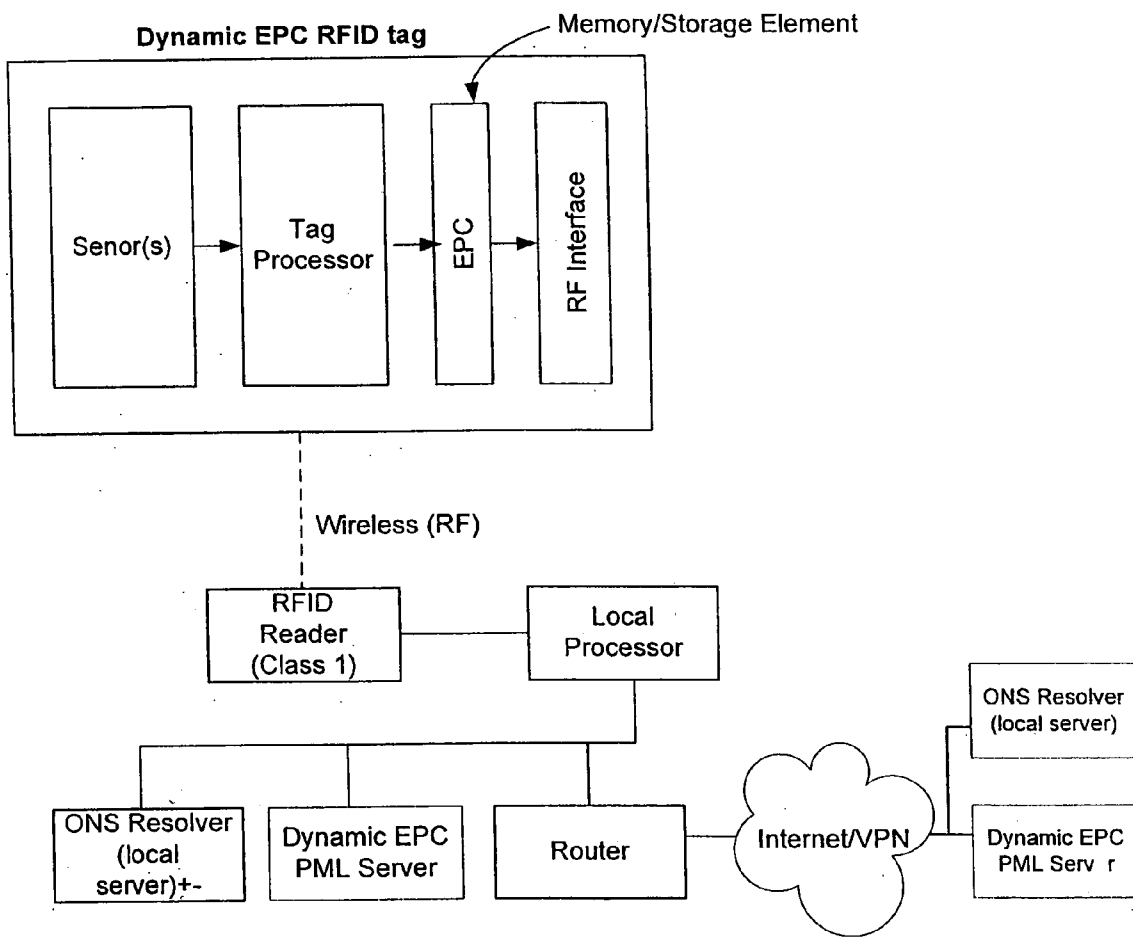 Memory/Storage Element
Dynamic EPC RFID tag
Senor(s)
Tag
Processor
EPC
RF Interface
Wireless (RF)
RFID
Reader
(Class 1)
Local
Processor
ONS Resolver
(local server)
ONS Resolver
(local
server)+-
Dynamic EPC
PML Server
Router
Internet/VPN
Dynamic EPC
PML Serv r